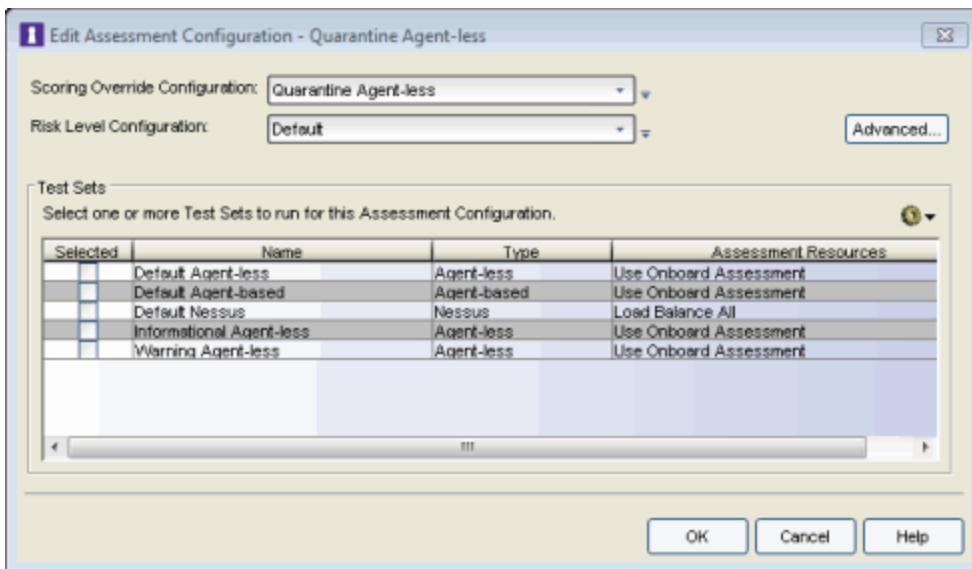 Edit Assessment Configuration - Quarantine Agent-less
Scoring Override Configuration: Quarantine Agent-less
Risk Level Configuration: Default Advanced...
Test Sets
Select one or more Test Sets to run for this Assessment Configuration.
Selected Name Type Assessment Resources
Default Agent-less Agent-less Use Onboard Assessment
Default Agent-based Agent-based Use Onboard Assessment
Default Nessus Nessus Load Balance All
Informational Agent-less Agent-less Use Onboard Assessment
Warning Agent-less Agent-less Use Onboard Assessment
OK Cancel Help